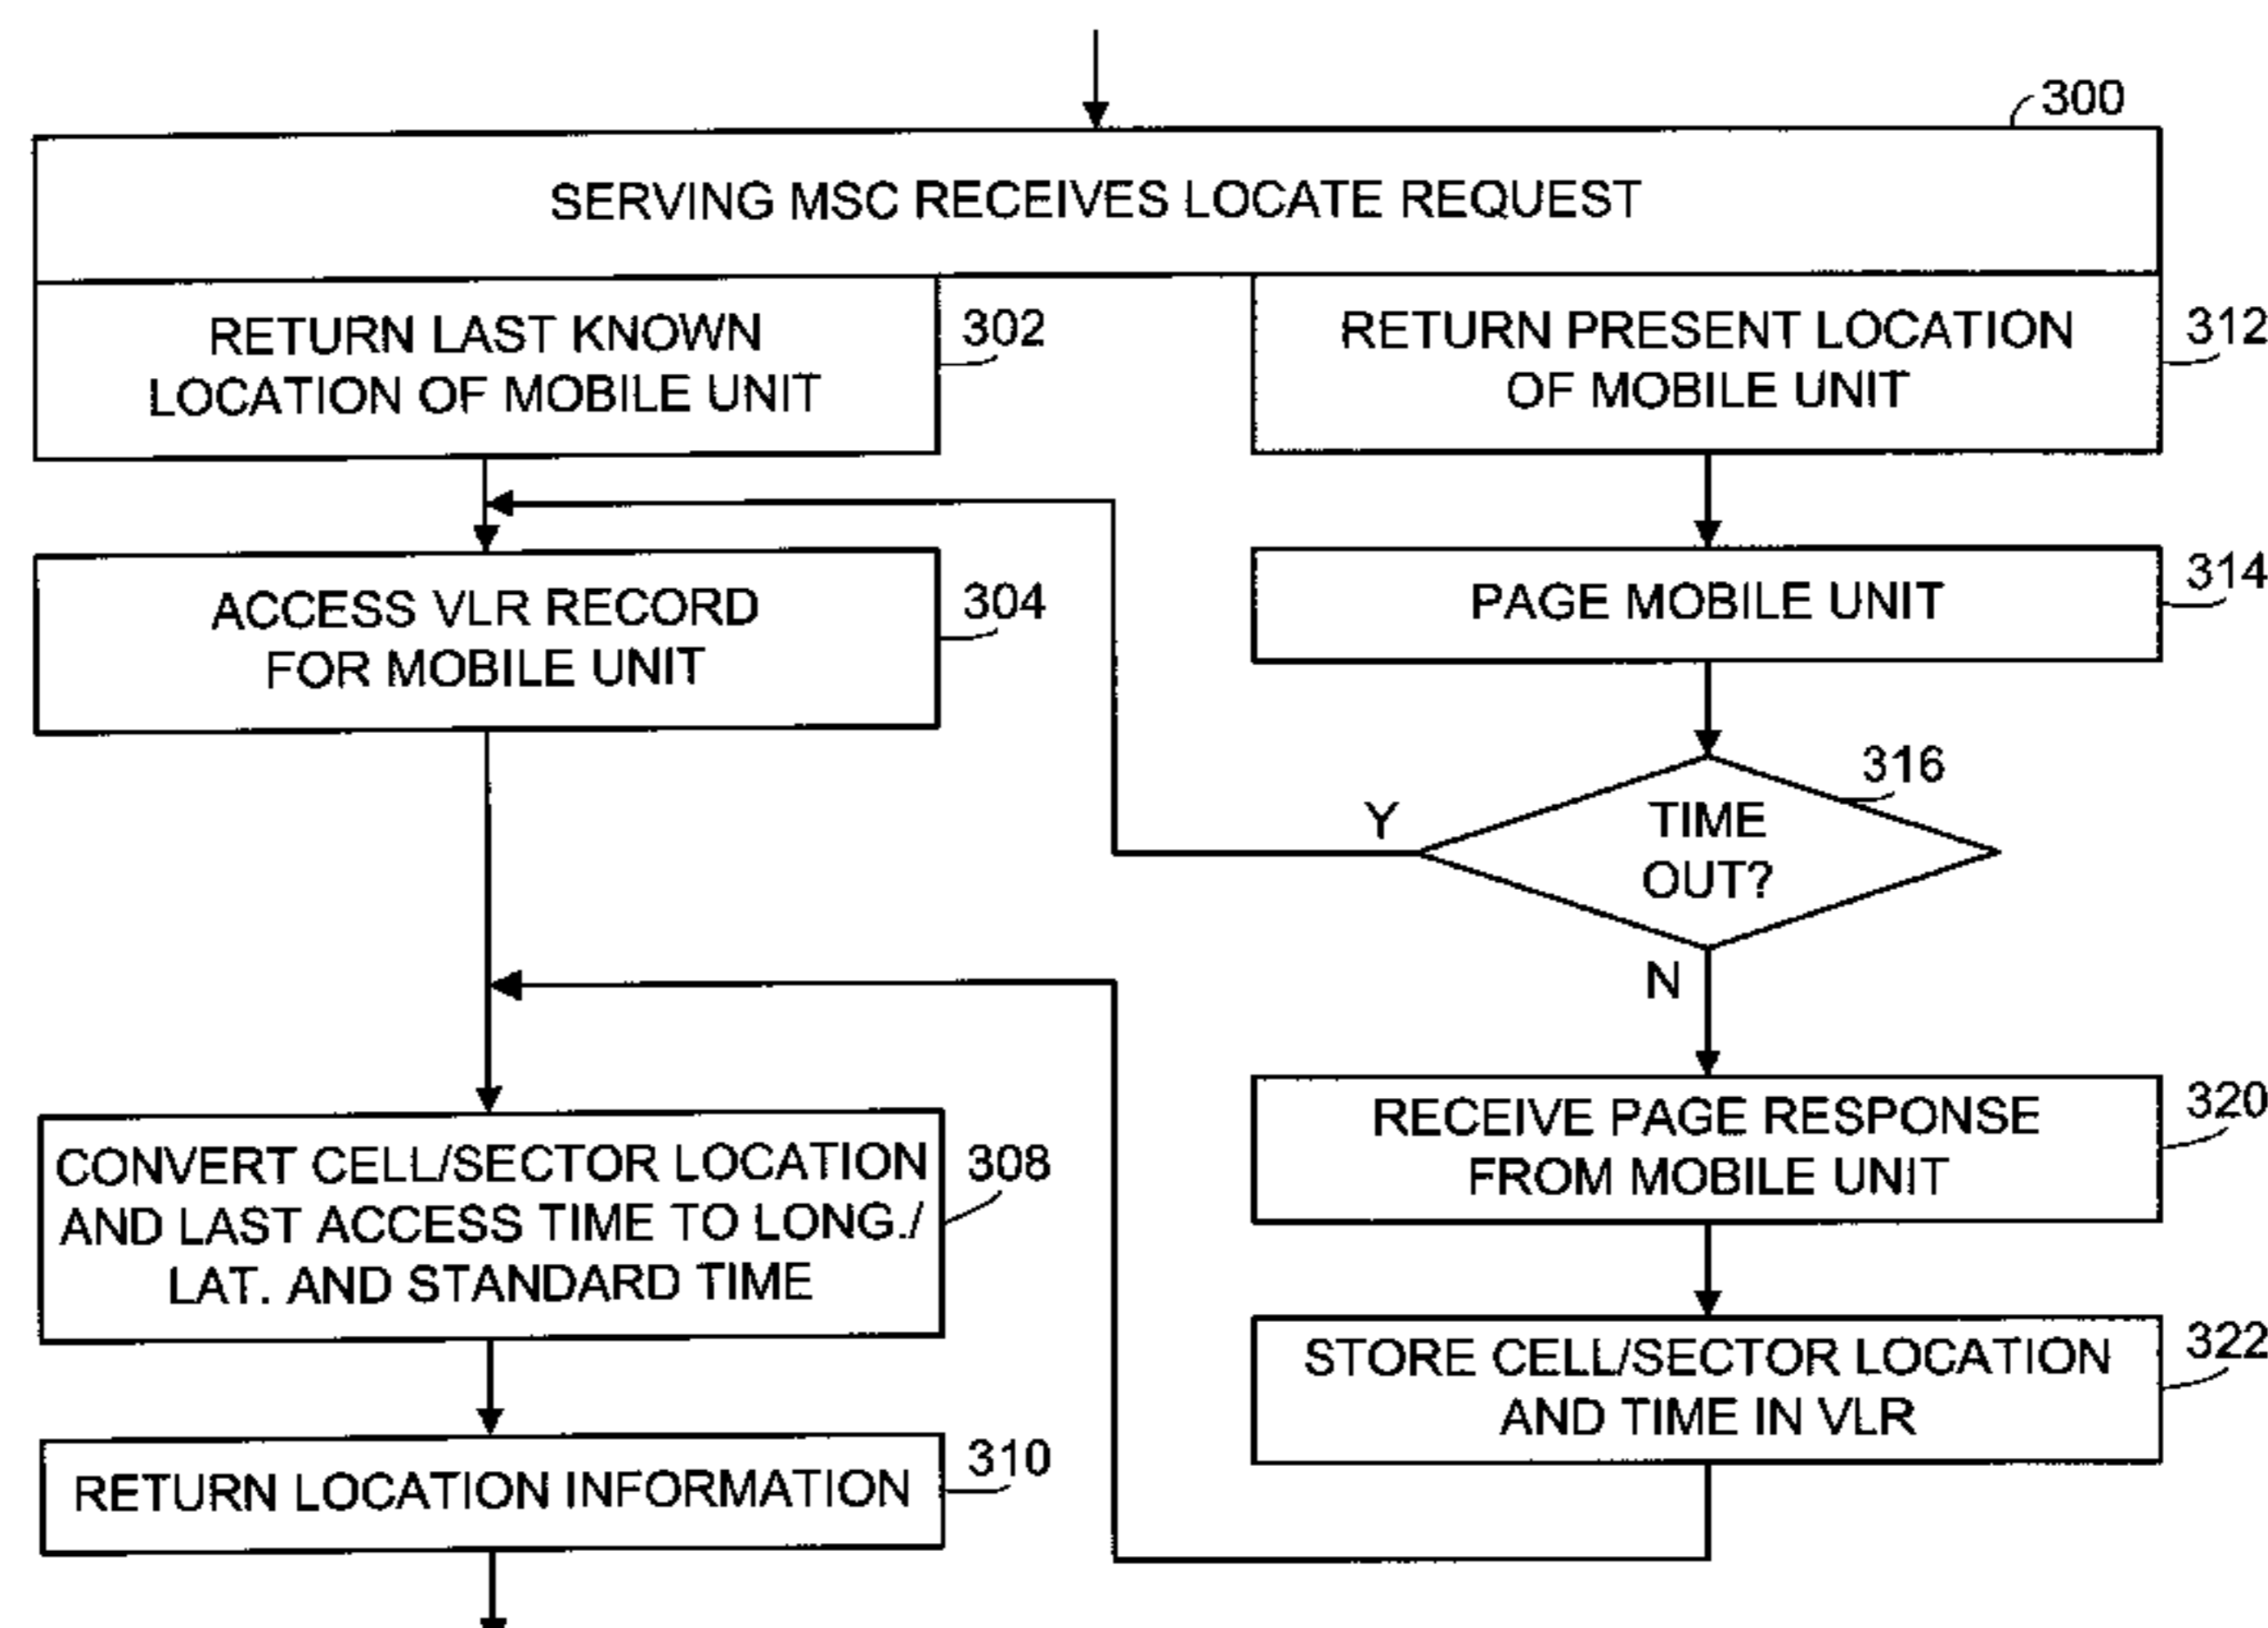 300
SERVING MSC RECEIVES LOCATE REQUEST
RETURN LAST KNOWN
LOCATION OF MOBILE UNIT
302
RETURN PRESENT LOCATION
OF MOBILE UNIT
312
ACCESS VLR RECORD
FOR MOBILE UNIT
304
PAGE MOBILE UNIT
314
316
TIME
OUT?
Y
N
CONVERT CELL/SECTOR LOCATION
AND LAST ACCESS TIME TO LONG./
LAT. AND STANDARD TIME
308
RECEIVE PAGE RESPONSE
FROM MOBILE UNIT
320
STORE CELL/SECTOR LOCATION
AND TIME IN VLR
322
RETURN LOCATION INFORMATION
310